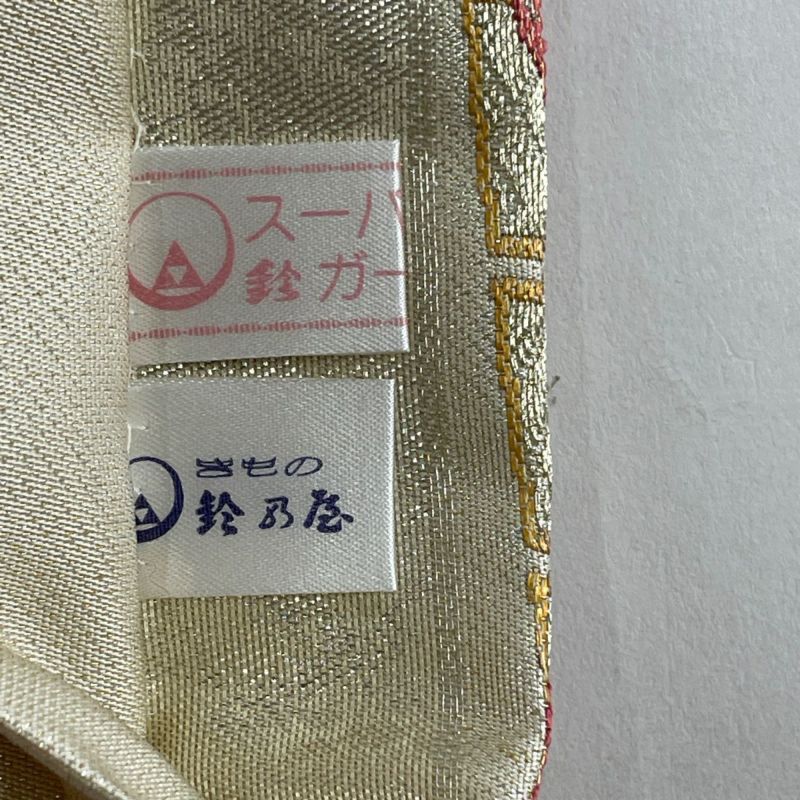 スーパ
鈴ガー
きもの
鈴乃屋